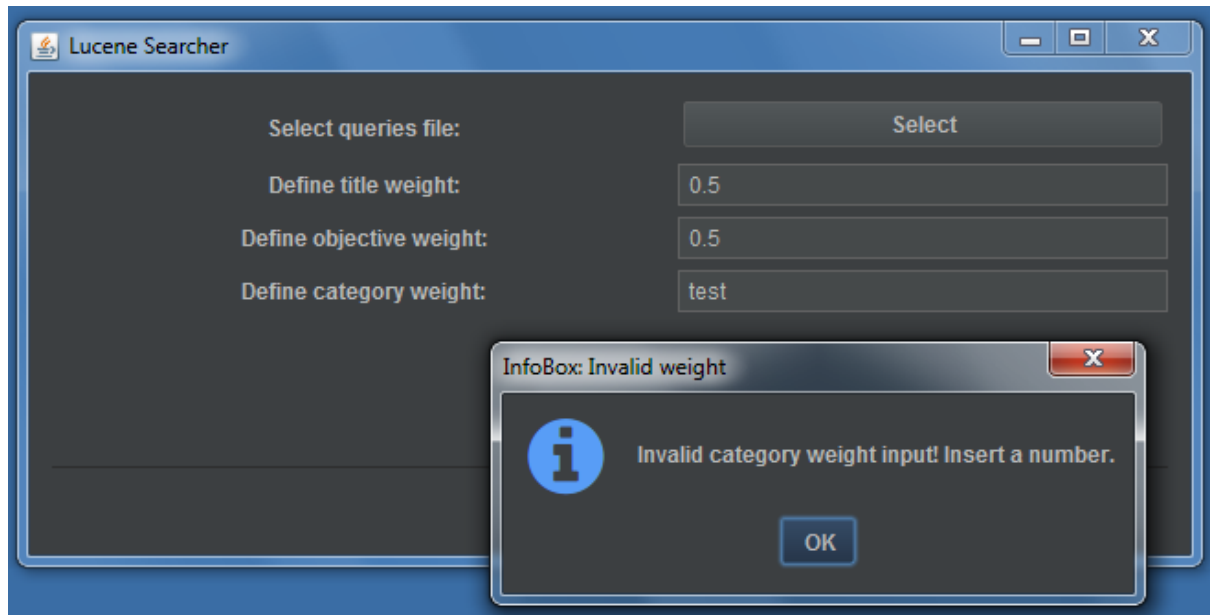 Lucene Searcher
Select queries file:
Select
Define title weight:
0.5
Define objective weight:
0.5
Define category weight:
test
InfoBox: Invalid weight
Invalid category weight input! Insert a number.
OK